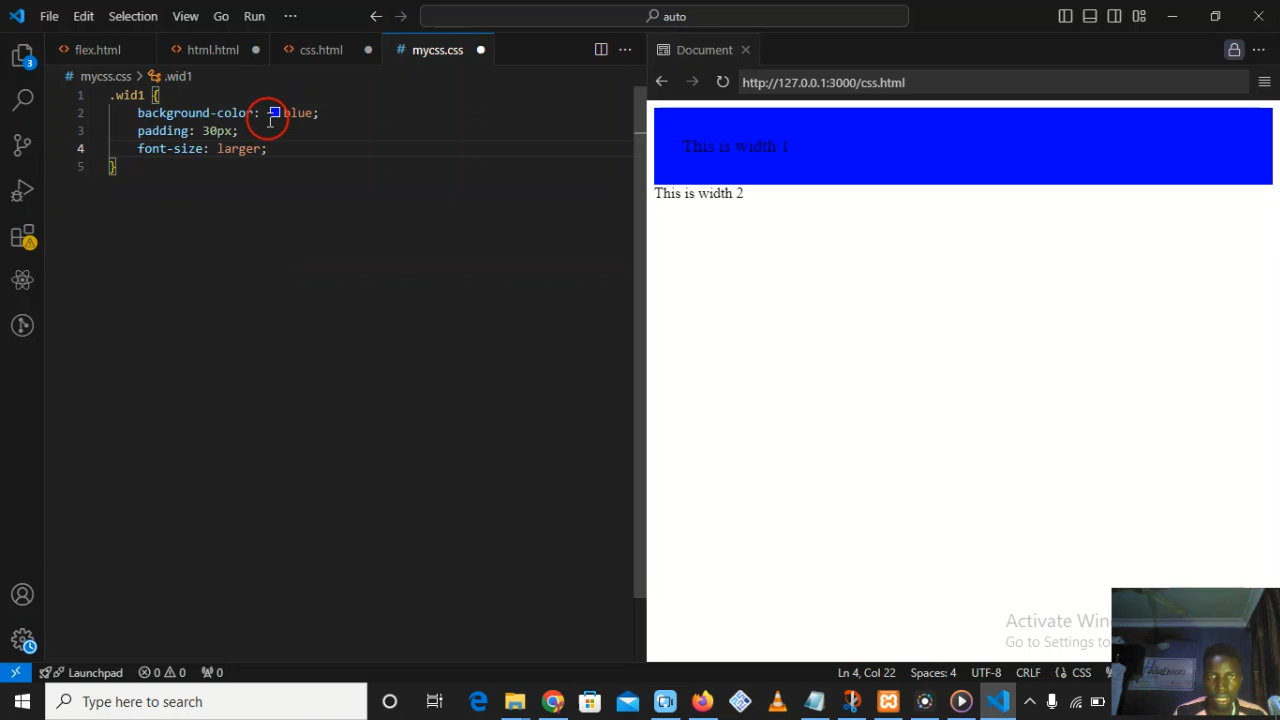 File Edit Selection View Go Run ···
auto
flex.html html.html css.html # mycss.css ···
Document
# mycss.css > .wid1
http://127.0.0.1:3000/css.html
1 .wid1 {
2 background-color: blue;
3 padding: 30px;
4 font-size: larger;
5 }
This is width 1
This is width 2
3
Activate Win
Go to Settings to
Launchpad 0 0 0
Ln 4, Col 22 Spaces: 4 UTF-8 CRLF {} CSS
Type here to search